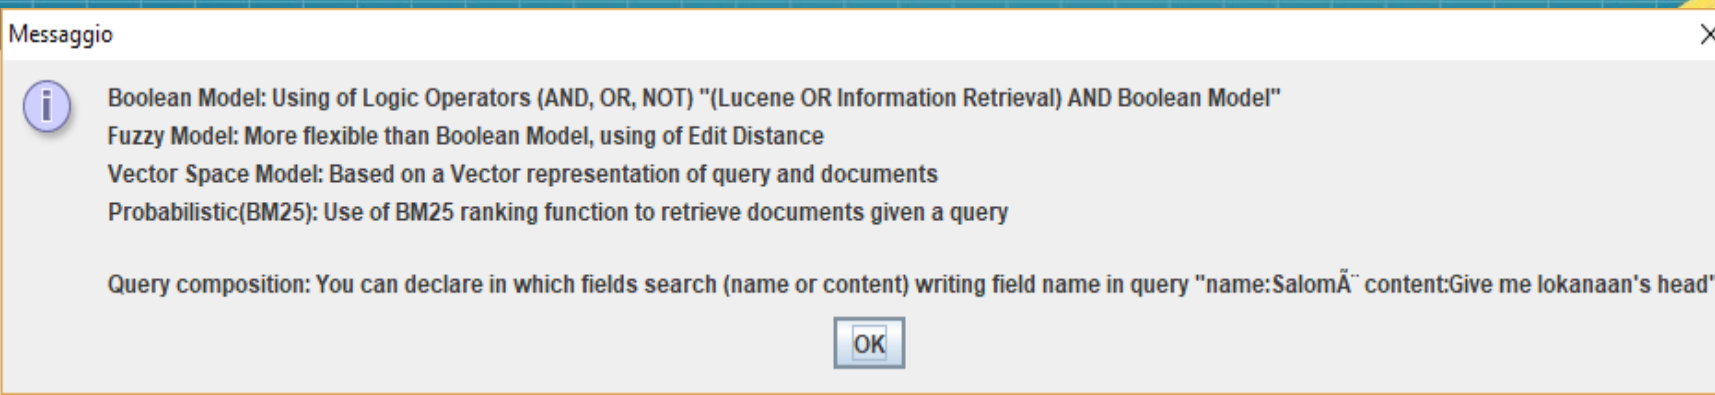 Messaggio
Boolean Model: Using of Logic Operators (AND, OR, NOT) "(Lucene OR Information Retrieval) AND Boolean Model"
Fuzzy Model: More flexible than Boolean Model, using of Edit Distance
Vector Space Model: Based on a Vector representation of query and documents
Probabilistic(BM25): Use of BM25 ranking function to retrieve documents given a query
Query composition: You can declare in which fields search (name or content) writing field name in query "name:SalomÃ¨ content:Give me Iokanaan's head"
OK